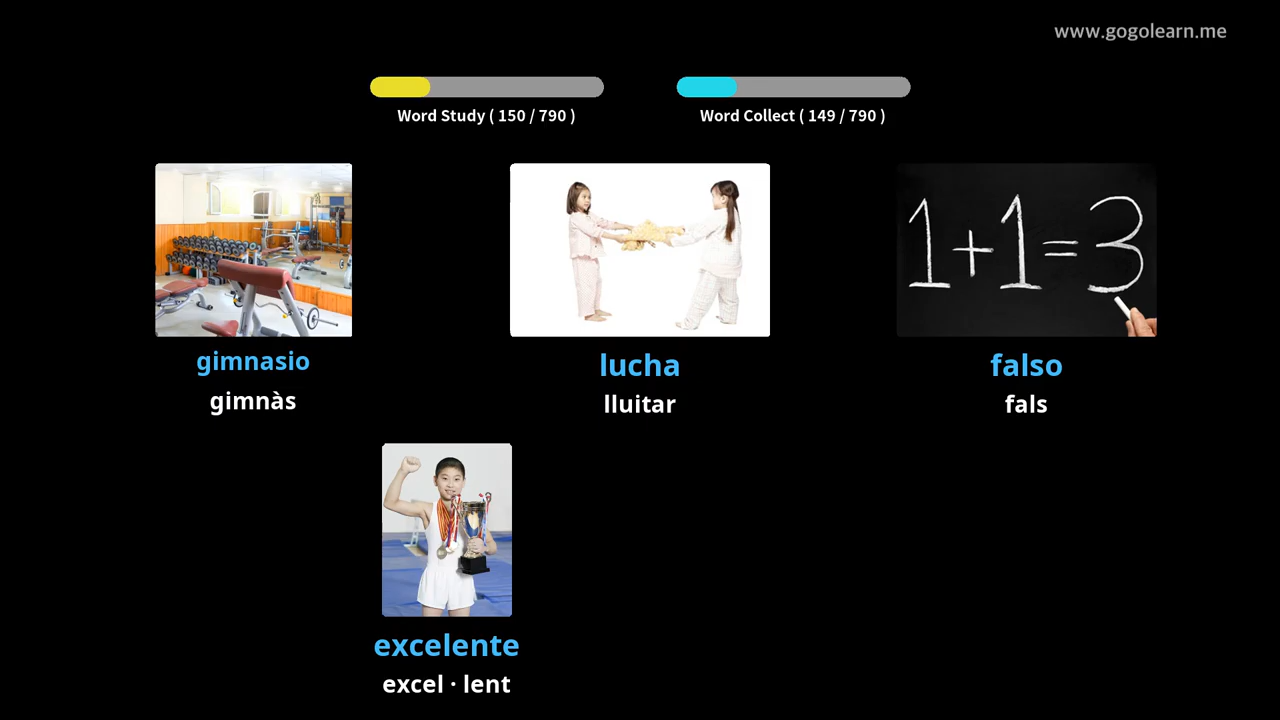 www.gogolearn.me
Word Study ( 150 / 790 )
Word Collect ( 149 / 790 )
1+1=3
gimnasio
gimnàs
lucha
lluitar
falso
fals
excelente
excel · lent